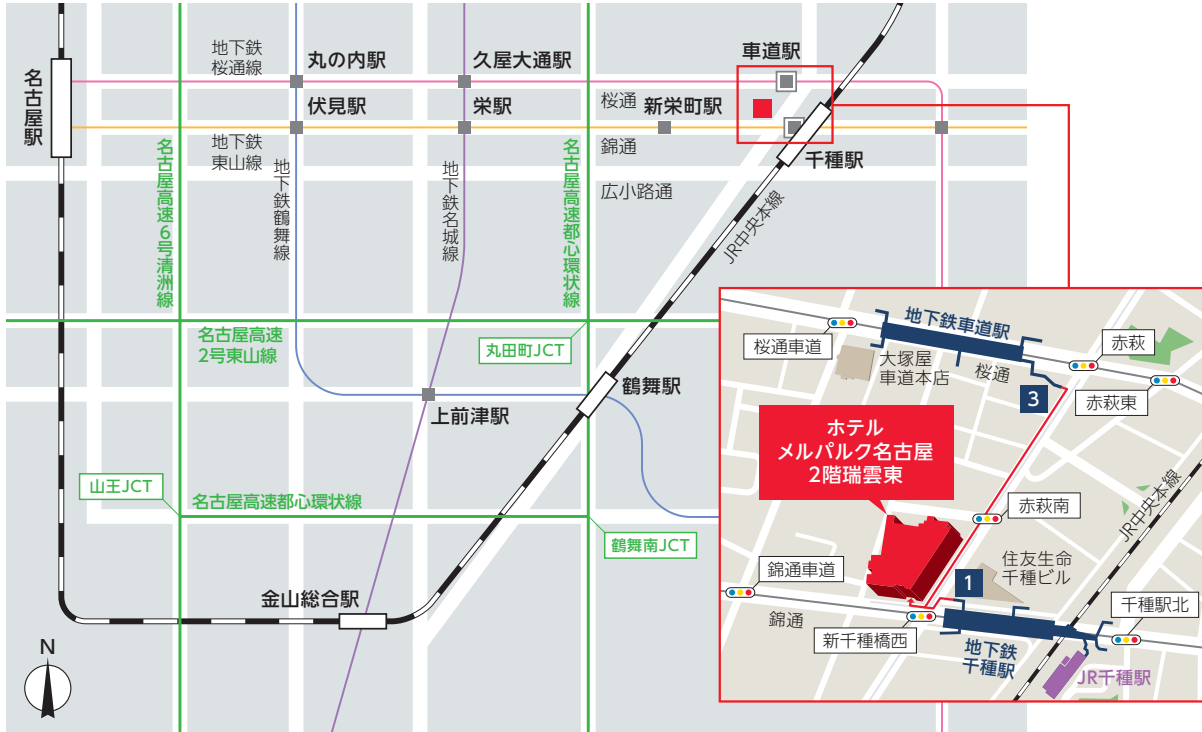 名古屋駅
地下鉄
桜通線
丸の内駅
久屋大通駅
車道駅
桜通
伏見駅
栄駅
新栄町駅
地下鉄
東山線
錦通
千種駅
広小路通
名古屋高速6号清洲線
地下鉄鶴舞線
地下鉄名城線
名古屋高速都心環状線
JR中央本線
名古屋高速
2号東山線
丸田町JCT
鶴舞駅
上前津駅
山王JCT
名古屋高速都心環状線
鶴舞南JCT
金山総合駅
N
地下鉄車道駅
桜通車道
赤萩
大塚屋
車道本店
桜通
3
赤萩東
ホテル
メルパルク名古屋
2階瑞雲東
赤萩南
JR中央本線
住友生命
千種ビル
錦通車道
1
千種駅北
錦通
新千種橋西
地下鉄
千種駅
JR千種駅